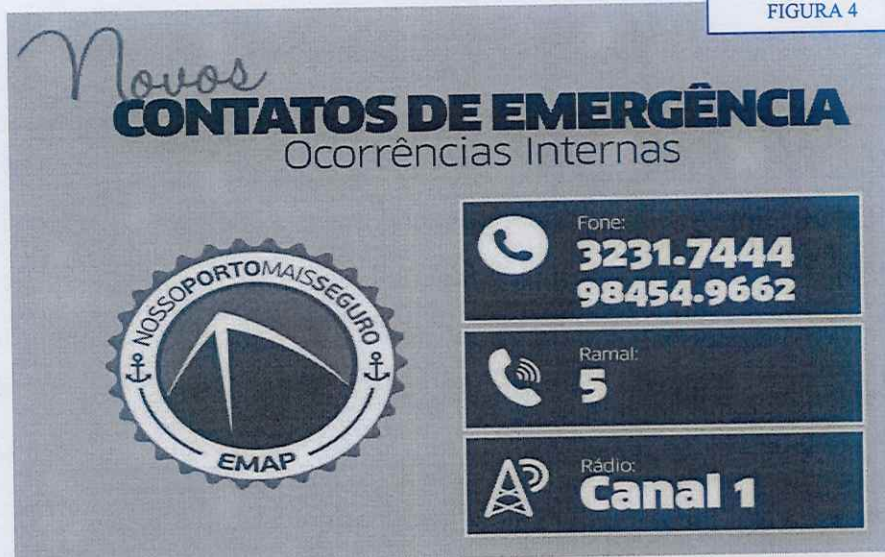 FIGURA 4
Novos
CONTATOS DE EMERGÊNCIA
Ocorrências Internas
NOSSOPORTOMAISSEGURO
EMAP
Fone:
3231.7444
98454.9662
Ramal:
5
Rádio:
Canal 1